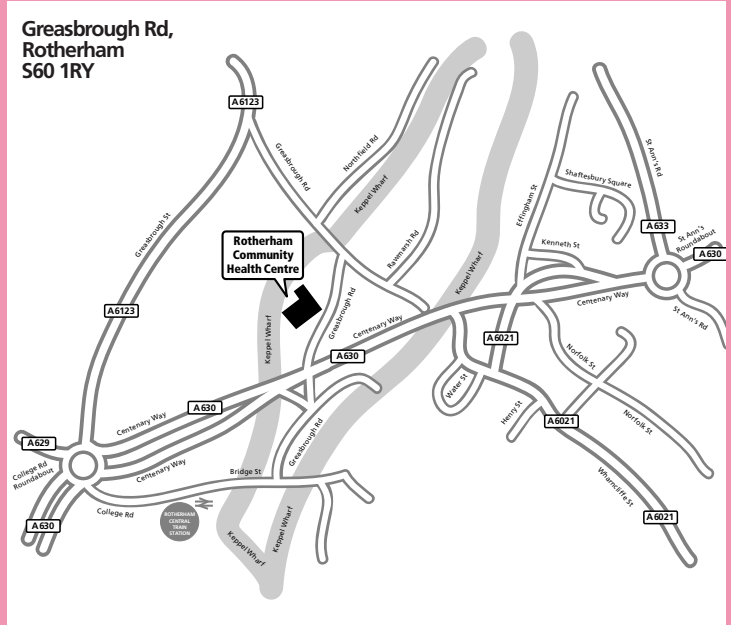 Greasbrough Rd,
Rotherham
S60 1RY
A6123
Greasbrough Rd
Northfield Rd
Keppel Wharf
Rawmarsh Rd
Greasbrough St
Rotherham
Community
Health Centre
Keppel Wharf
Effingham St
Shaftesbury Square
St Ann's Rd
A633
St Ann's
Roundabout
A630
Kenneth St
Centenary Way
St Ann's Rd
A6123
Greasbrough Rd
Keppel Wharf
Centenary Way
A630
A6021
Norfolk St
Water St
Henry St
A6021
Norfolk St
Centenary Way
A630
A629
College Rd
Roundabout
Centenary Way
Greasbrough Rd
Bridge St
College Rd
ROTHERHAM
CENTRAL
TRAIN
STATION
A630
Keppel Wharf
Keppel Wharf
Wharncliffe St
A6021